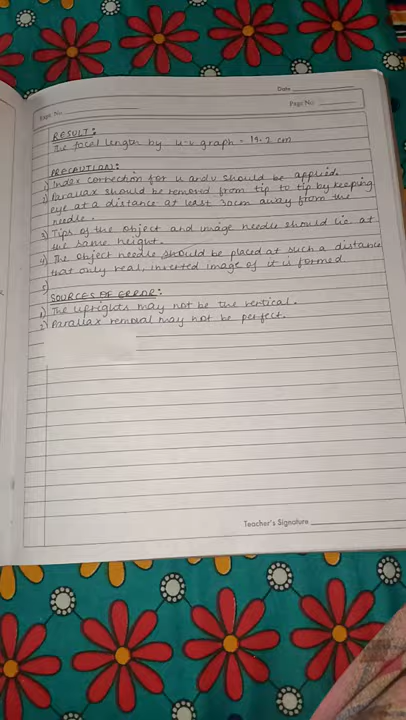 Date
Expt. No.
Page No.
RESULT:
The focal length by u-v graph = 19.2 cm
PRECAUTION:
1) Index correction for u and v should be applied.
2) Parallax should be removed from tip to tip by keeping
eye at a distance at least 30cm away from the
needle.
3) Tips of the object and image needle should lie at
the same height.
4) The object needle should be placed at such a distance
that only real, inverted image of it is formed
5)
SOURCES OF ERROR:
1) The uprights may not be the vertical.
2) Parallax removal may not be perfect.
Teacher's Signature